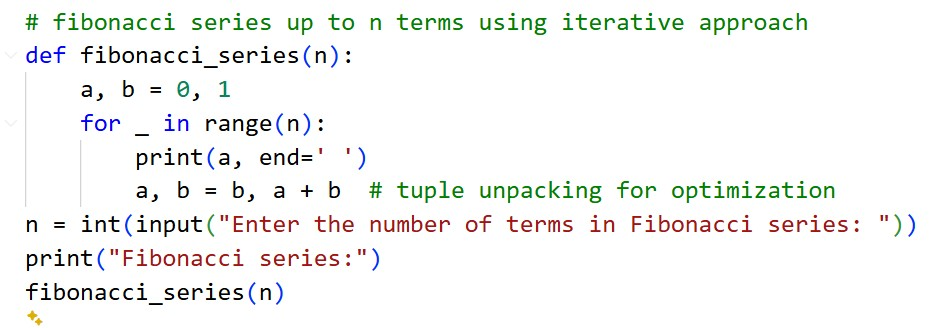 # fibonacci series up to n terms using iterative approach
def fibonacci_series(n):
    a, b = 0, 1
    for _ in range(n):
        print(a, end=' ')
        a, b = b, a + b  # tuple unpacking for optimization
n = int(input("Enter the number of terms in Fibonacci series: "))
print("Fibonacci series:")
fibonacci_series(n)